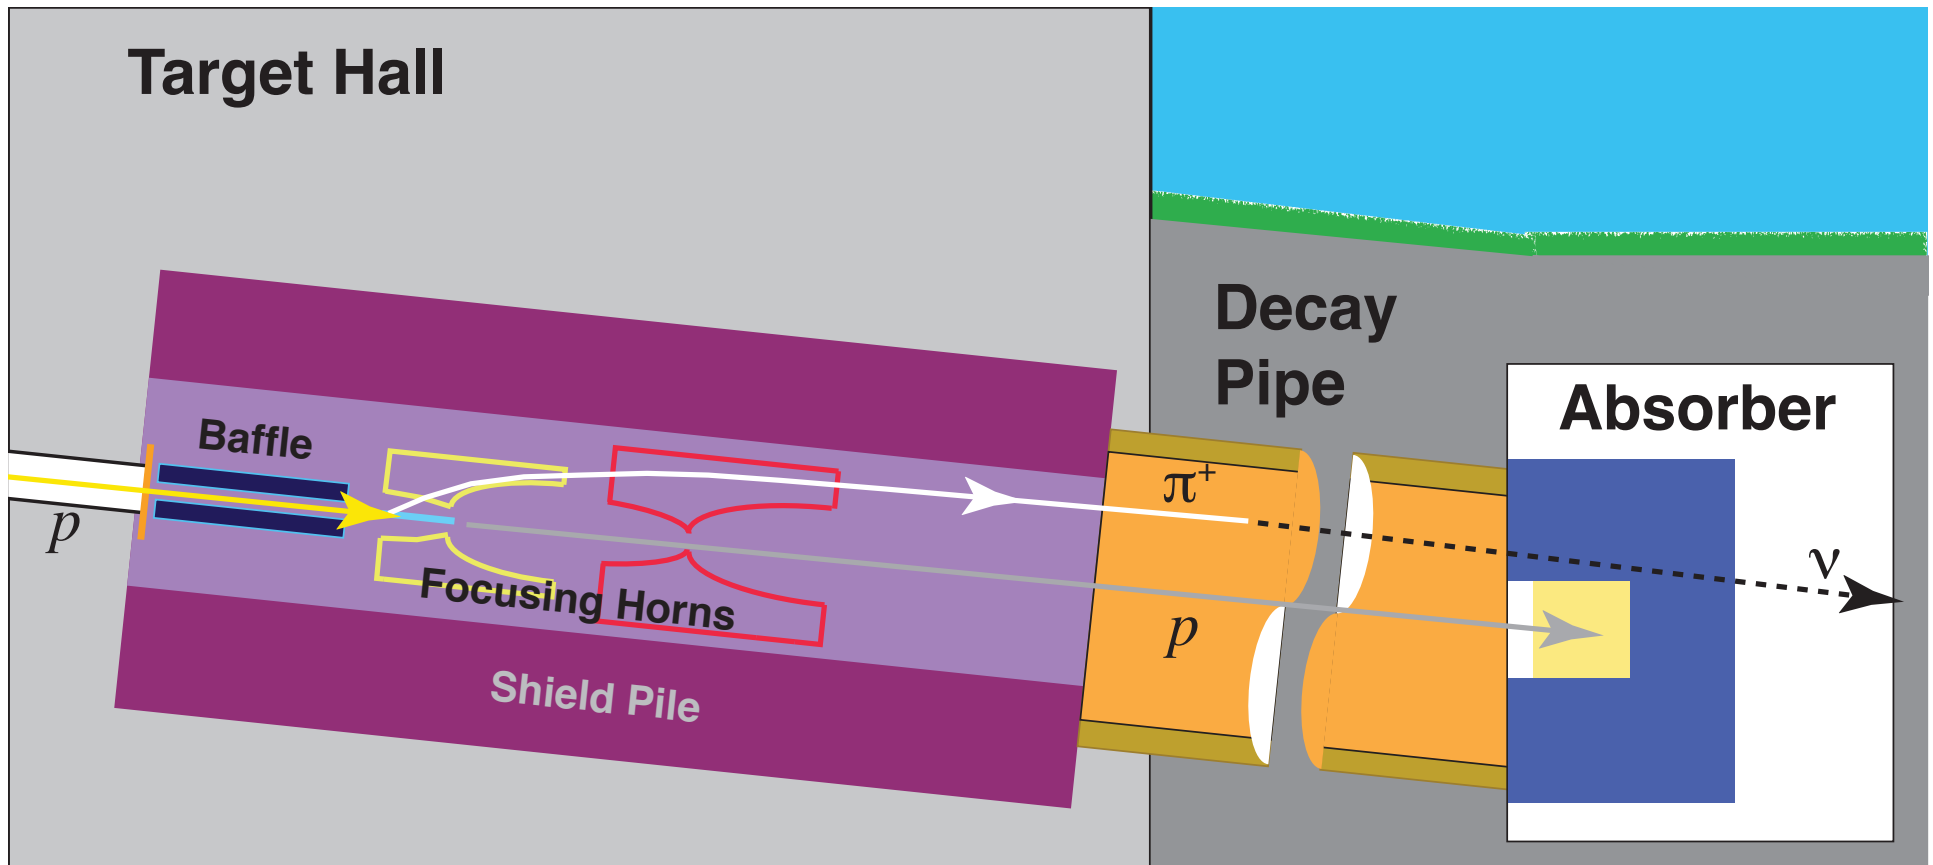 Target Hall
Decay
Pipe
Absorber
Baffle
p
π+
ν
Focusing Horns
p
Shield Pile